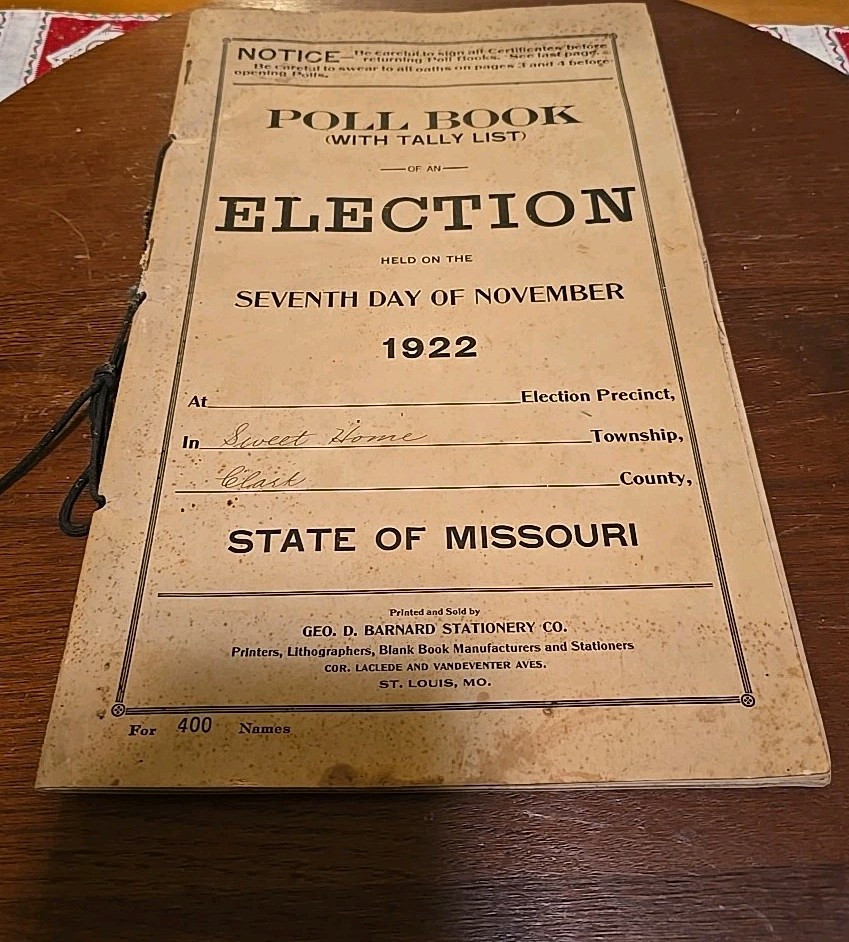 NOTICE—Be careful to sign all Certificates before
returning Poll Books. See last page.
Be careful to swear to all oaths on pages 3 and 4 before
opening Polls.
POLL BOOK
(WITH TALLY LIST)
OF AN
ELECTION
HELD ON THE
SEVENTH DAY OF NOVEMBER
1922
At Election Precinct,
In Sweet Home Township,
Clark County,
STATE OF MISSOURI
Printed and Sold by
GEO. D. BARNARD STATIONERY CO.
Printers, Lithographers, Blank Book Manufacturers and Stationers
COR. LACLEDE AND VANDEVENTER AVES.
ST. LOUIS, MO.
For 400 Names